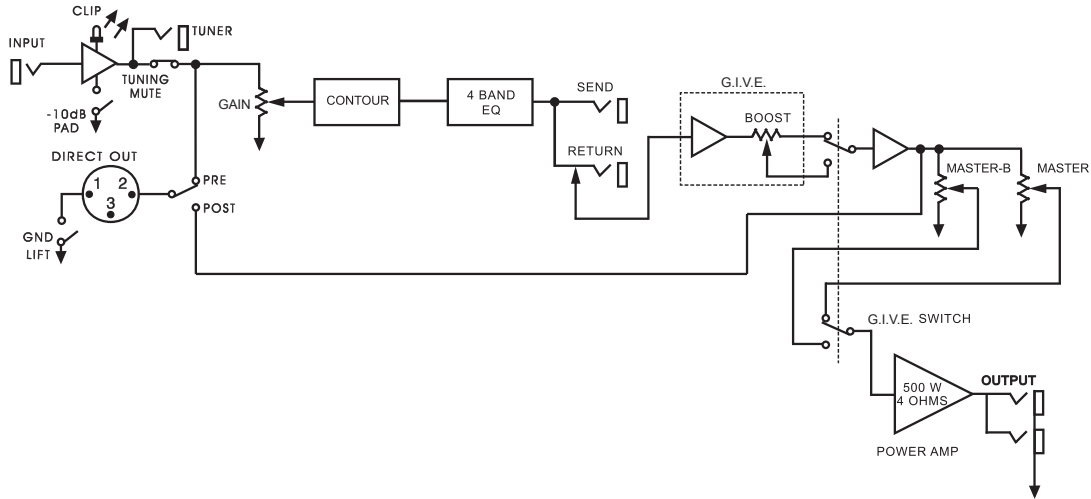 CLIP
INPUT
TUNER
TUNING
MUTE
-10dB
PAD
GAIN
CONTOUR
4 BAND
EQ
SEND
RETURN
G.I.V.E.
BOOST
MASTER-B
MASTER
DIRECT OUT
1 2
3
PRE
POST
GND
LIFT
G.I.V.E. SWITCH
500 W
4 OHMS
OUTPUT
POWER AMP